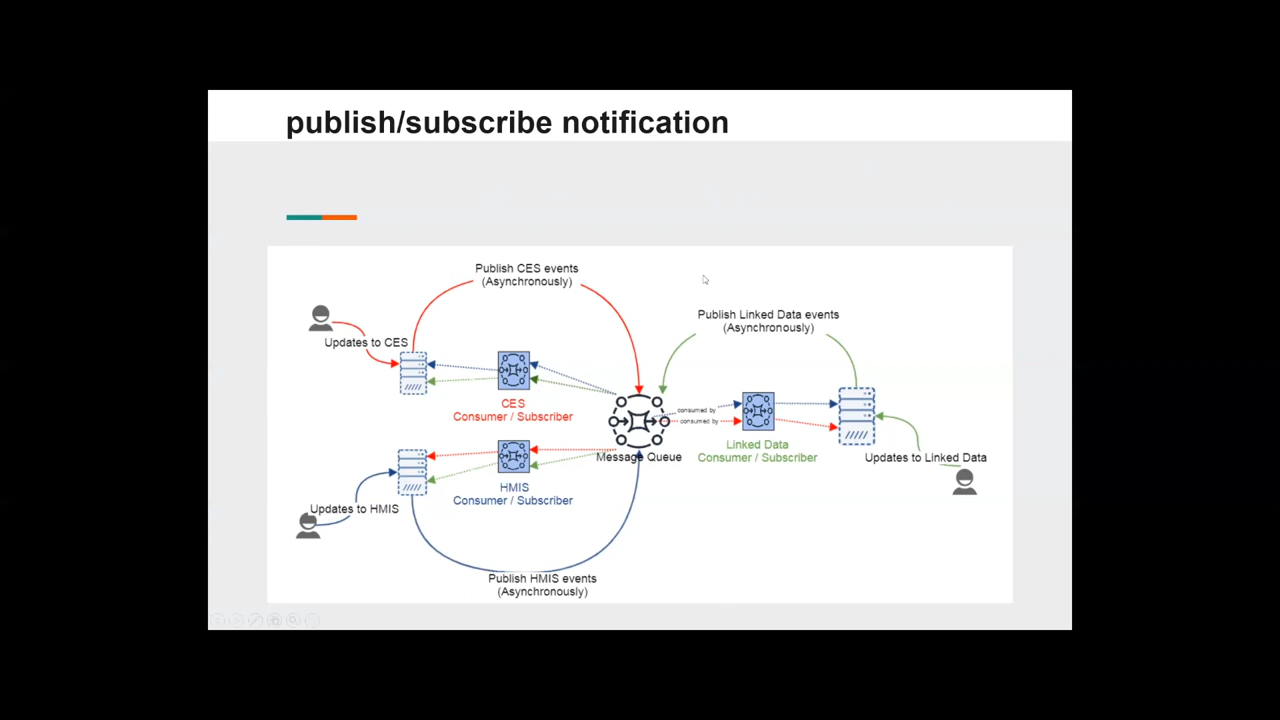 publish/subscribe notification
Publish CES events
(Asynchronously)
Publish Linked Data events
(Asynchronously)
Updates to CES
CES
Consumer / Subscriber
consumed by
consumed by
Linked Data
Consumer / Subscriber
Message Queue
Updates to Linked Data
HMIS
Consumer / Subscriber
Updates to HMIS
Publish HMIS events
(Asynchronously)